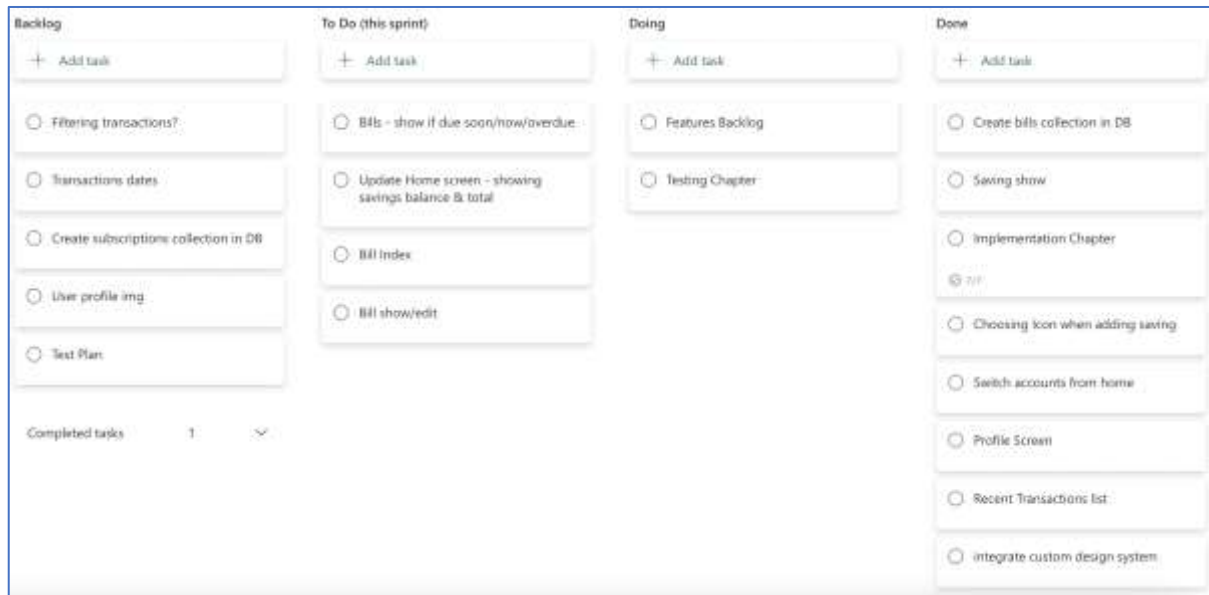 Backlog
+ Add task
Filtering transactions?
Transactions dates
Create subscriptions collection in DB
User profile img
Test Plan
Completed tasks 1
To Do (this sprint)
+ Add task
Bills - show if due soon/now/overdue
Update Home screen - showing
savings balance & total
Bill Index
Bill show/edit
Doing
+ Add task
Features Backlog
Testing Chapter
Done
+ Add task
Create bills collection in DB
Saving show
Implementation Chapter
Choosing Icon when adding saving
Switch accounts from home
Profile Screen
Recent Transactions list
integrate custom design system